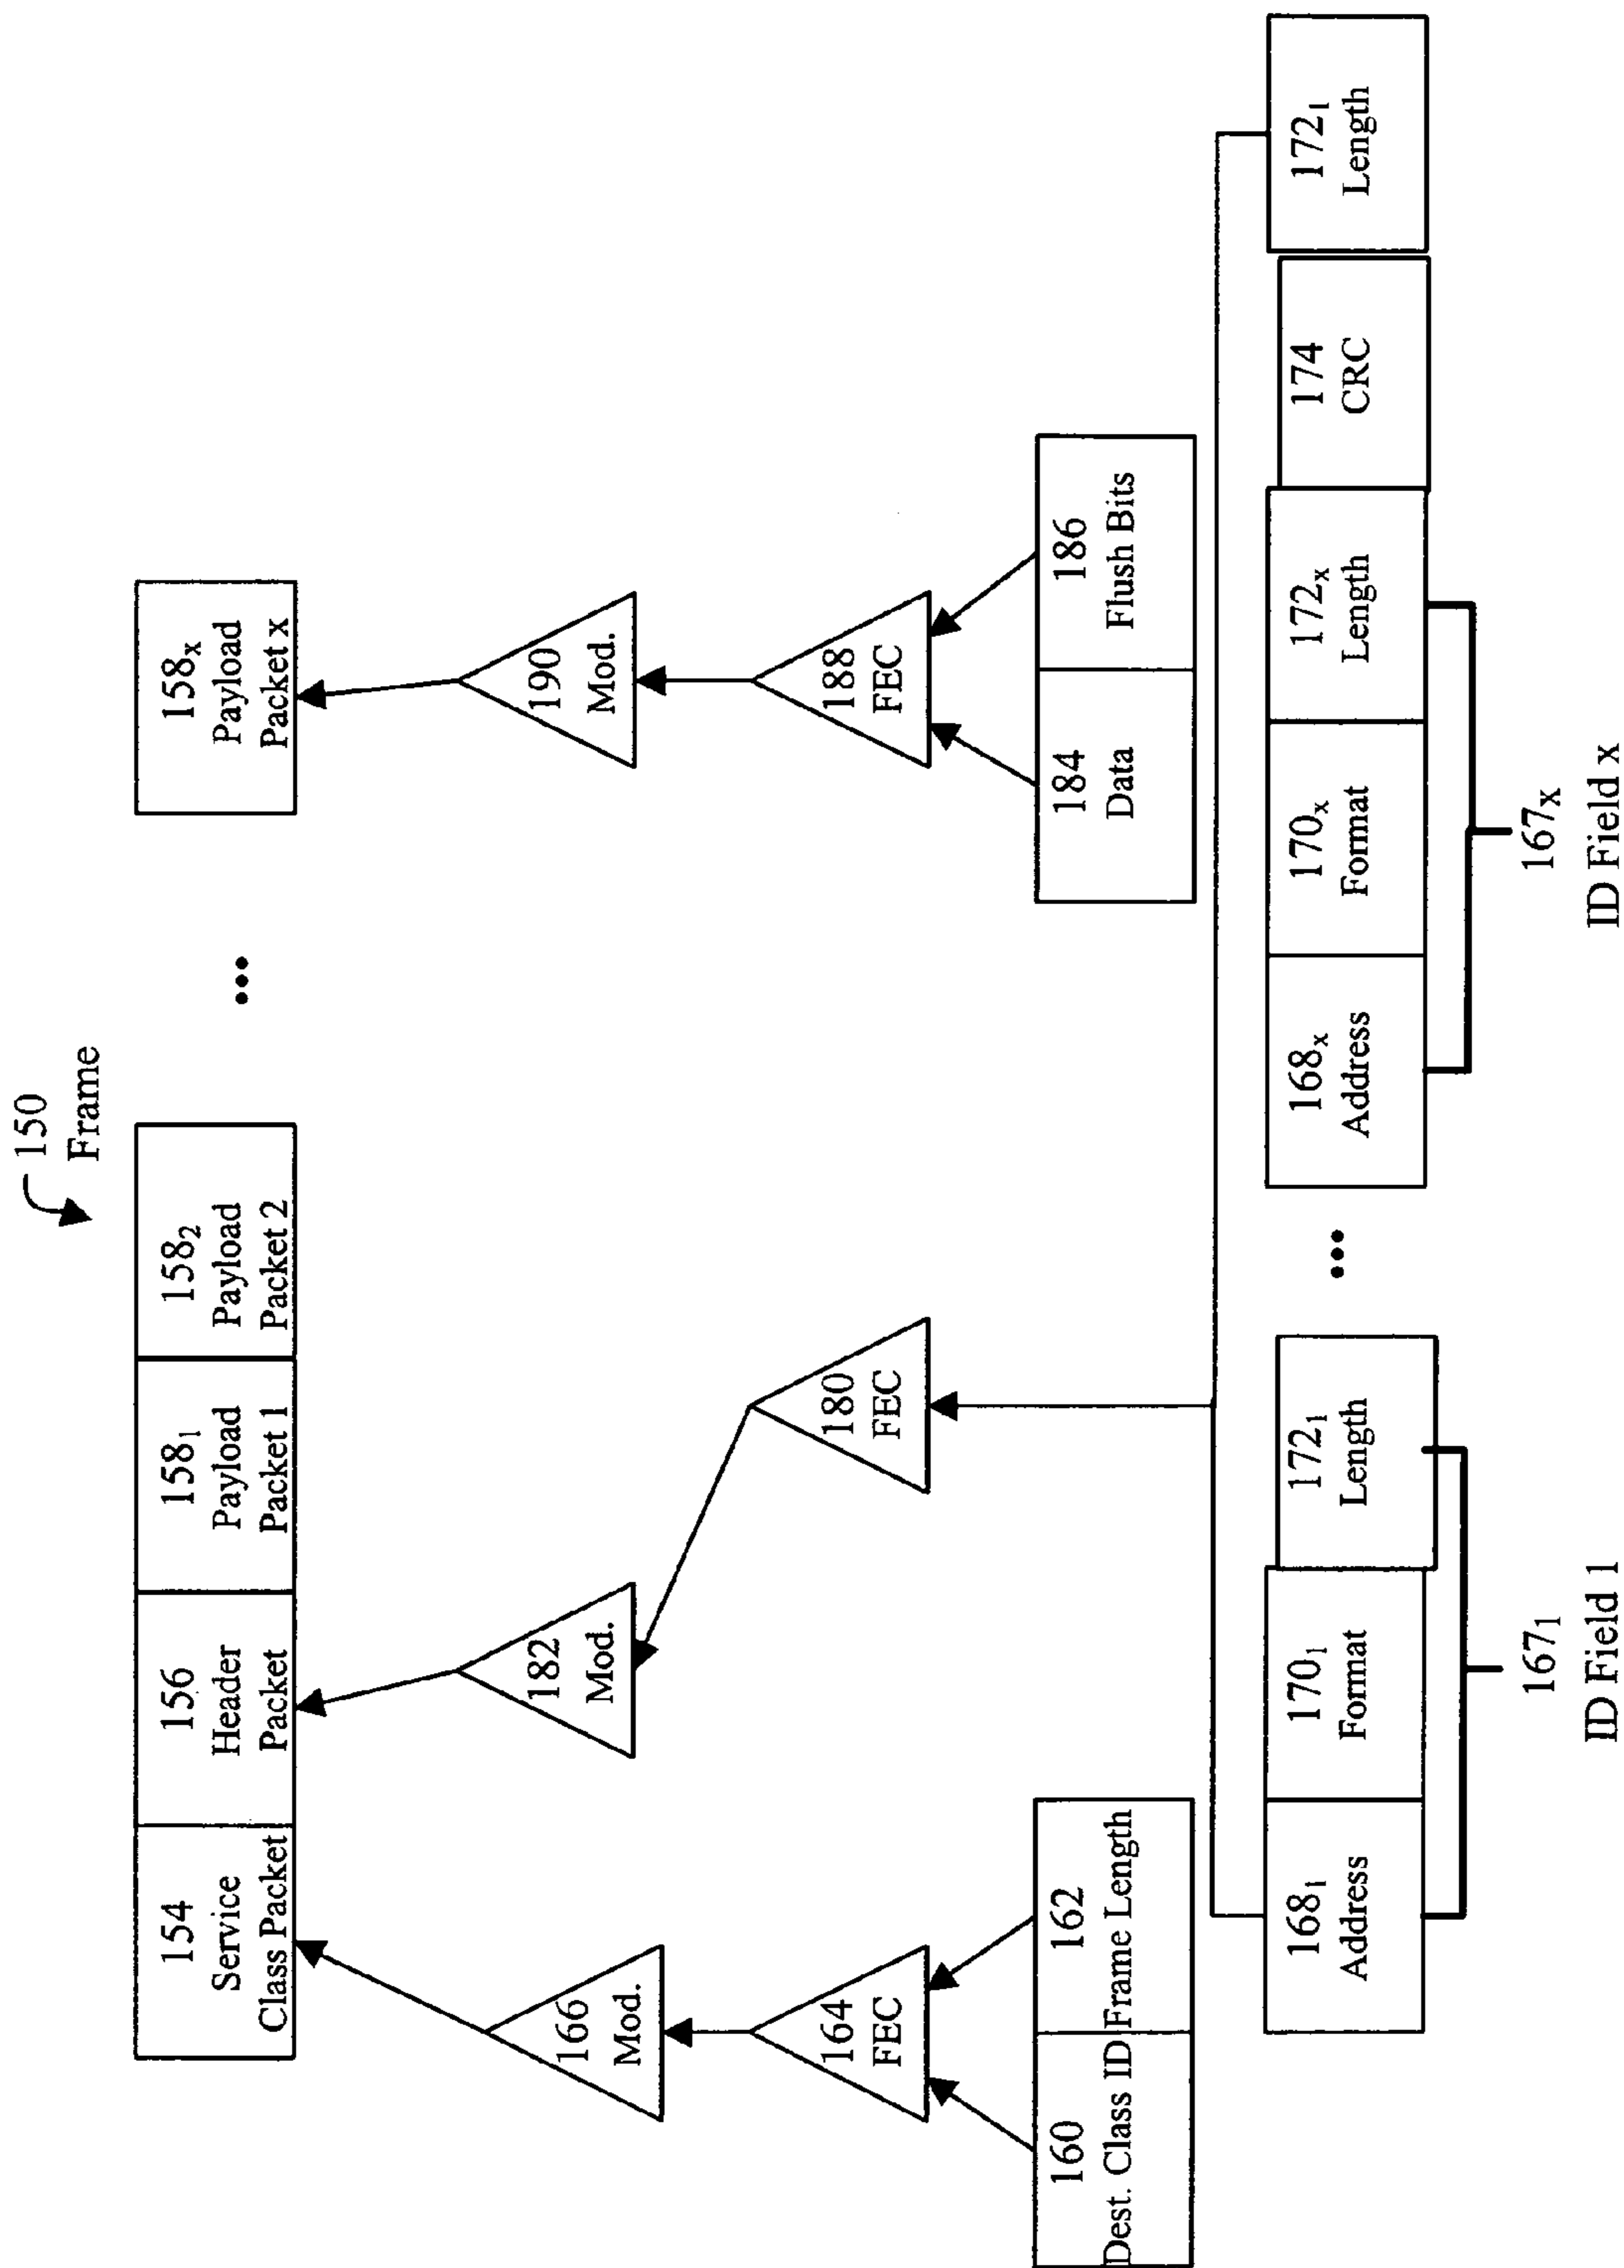 150
Frame
154
Service
Class Packet
156
Header
Packet
158₁
Payload
Packet 1
158₂
Payload
Packet 2
...
158ₓ
Payload
Packet x
166
Mod.
182
Mod.
190
Mod.
164
FEC
180
FEC
188
FEC
160
Dest. Class ID
162
Frame Length
184
Data
186
Flush Bits
168₁
Address
170₁
Format
172₁
Length
...
168ₓ
Address
170ₓ
Format
172ₓ
Length
174
CRC
172₁
Length
167₁
ID Field 1
167ₓ
ID Field x